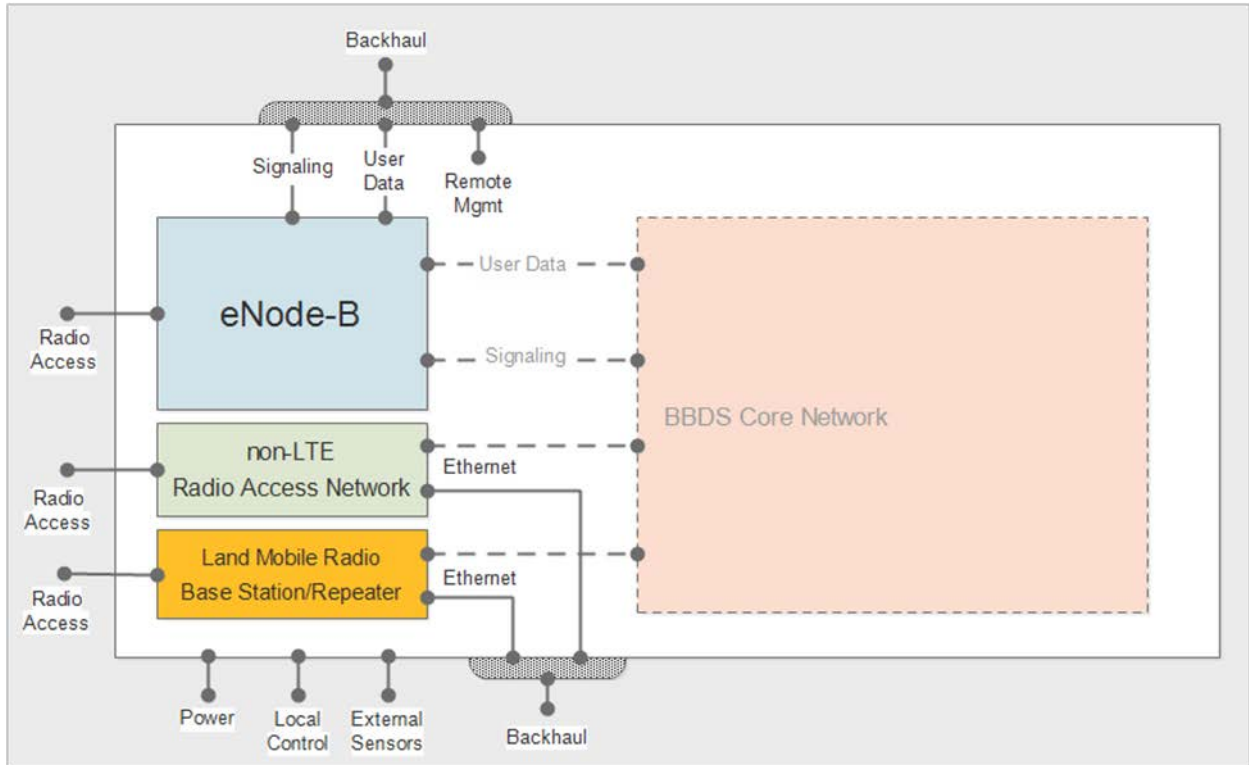 Backhaul
Signaling
User
Data
Remote
Mgmt
User Data
eNode-B
Radio
Access
Signaling
BBDS Core Network
non-LTE
Radio Access Network
Ethernet
Radio
Access
Land Mobile Radio
Base Station/Repeater
Ethernet
Radio
Access
Power
Local
Control
External
Sensors
Backhaul